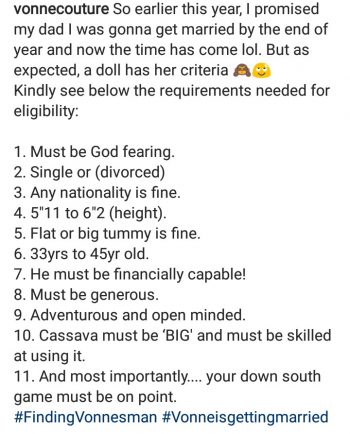 vonnecouture So earlier this year, I promised
my dad I was gonna get married by the end of
year and now the time has come lol. But as
expected, a doll has her criteria 🙈🙂
Kindly see below the requirements needed for
eligibility:
1. Must be God fearing.
2. Single or (divorced)
3. Any nationality is fine.
4. 5"11 to 6"2 (height).
5. Flat or big tummy is fine.
6. 33yrs to 45yr old.
7. He must be financially capable!
8. Must be generous.
9. Adventurous and open minded.
10. Cassava must be ‘BIG' and must be skilled
at using it.
11. And most importantly.... your down south
game must be on point.
#FindingVonnesman #Vonneisgettingmarried